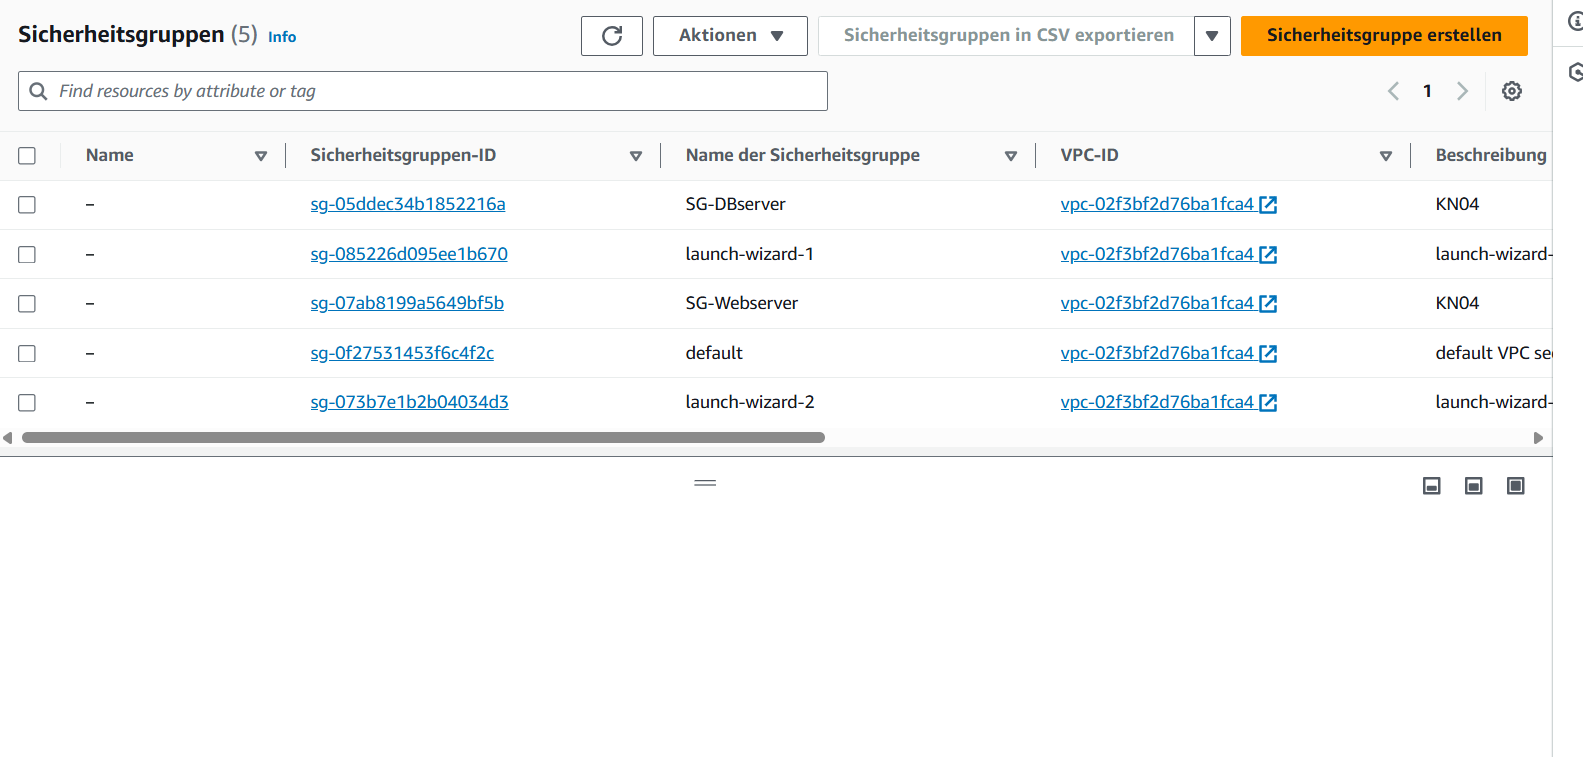 Sicherheitsgruppen (5) Info
Aktionen
Sicherheitsgruppen in CSV exportieren
Sicherheitsgruppe erstellen
Find resources by attribute or tag
1
Name Sicherheitsgruppen-ID Name der Sicherheitsgruppe VPC-ID Beschreibung
– sg-05ddec34b1852216a SG-DBserver vpc-02f3bf2d76ba1fca4 KN04
– sg-085226d095ee1b670 launch-wizard-1 vpc-02f3bf2d76ba1fca4 launch-wizard-
– sg-07ab8199a5649bf5b SG-Webserver vpc-02f3bf2d76ba1fca4 KN04
– sg-0f27531453f6c4f2c default vpc-02f3bf2d76ba1fca4 default VPC se
– sg-073b7e1b2b04034d3 launch-wizard-2 vpc-02f3bf2d76ba1fca4 launch-wizard-